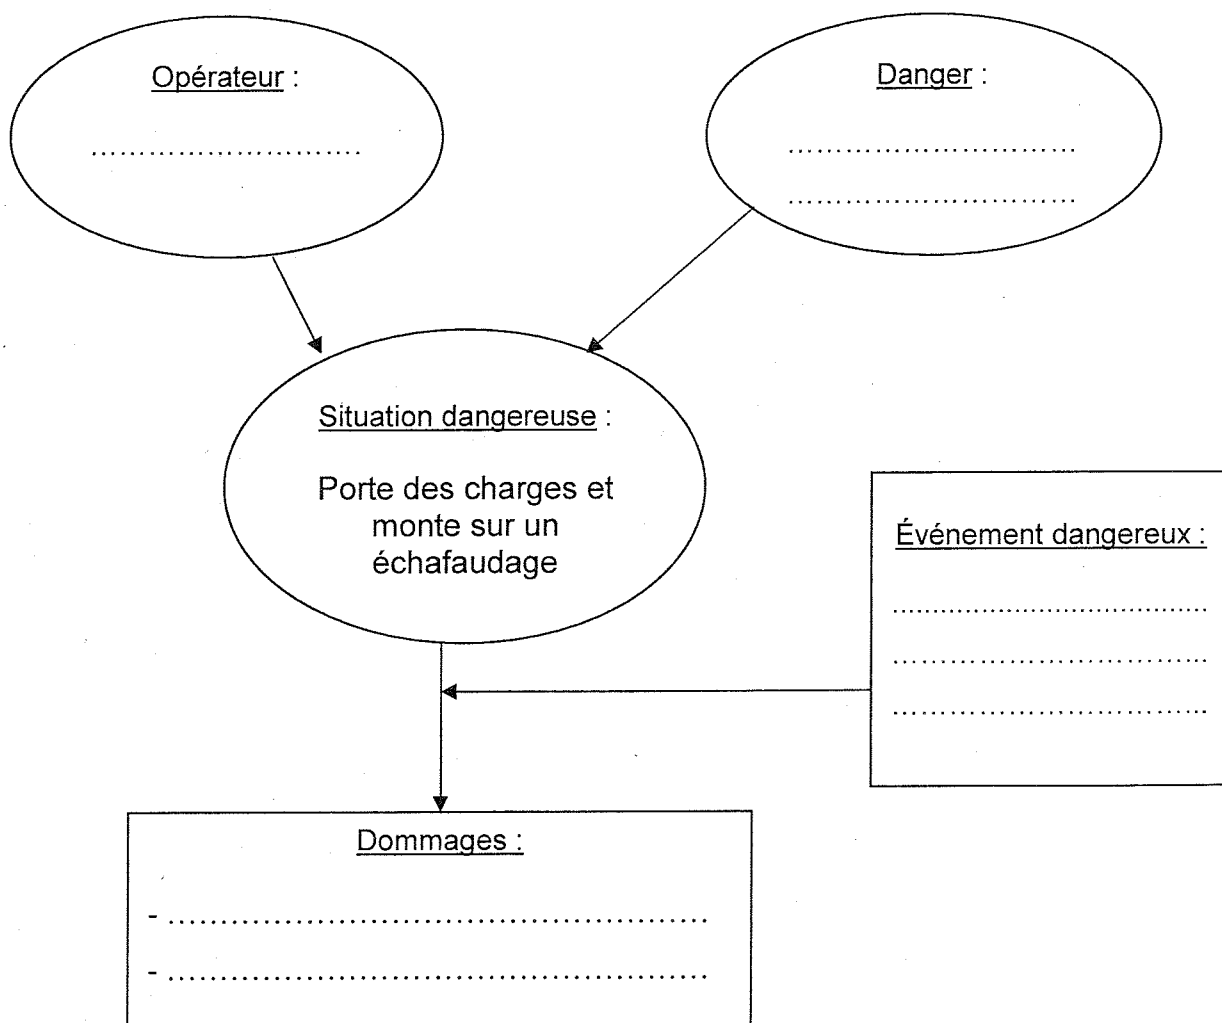 Opérateur :
...........................
Danger :
.............................
.............................
Situation dangereuse :
Porte des charges et
monte sur un
échafaudage
Événement dangereux :
...................................
...................................
...................................
Dommages :
- .....................................................
- .....................................................